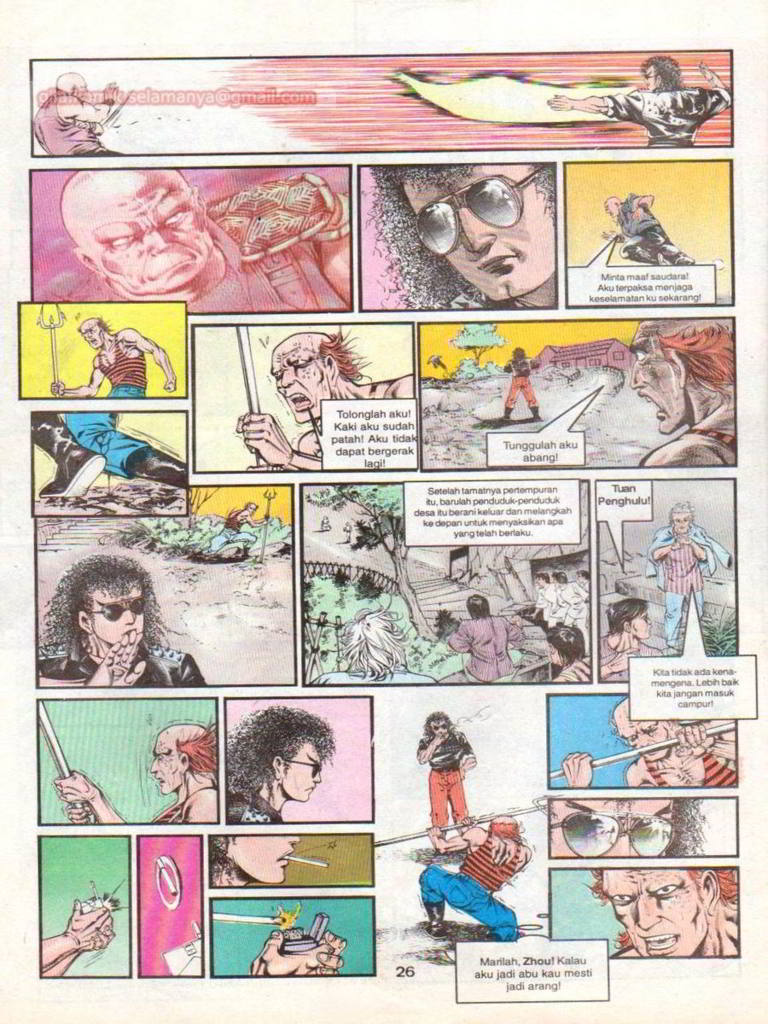 selamanya@gmail.com
Minta maaf saudara!
Aku terpaksa menjaga
keselamatan ku sekarang!
Tolonglah aku!
Kaki aku sudah
patah! Aku tidak
dapat bergerak
lagi!
Tunggulah aku
abang!
Setelah tamatnya pertempuran
itu, barulah penduduk-penduduk
desa itu berani keluar dan melangkah
ke depan untuk menyaksikan apa
yang telah berlaku.
Tuan
Penghulu!
Kita tidak ada kena-
mengena. Lebih baik
kita jangan masuk
campur!
Marilah, Zhou! Kalau
aku jadi abu kau mesti
jadi arang!
26